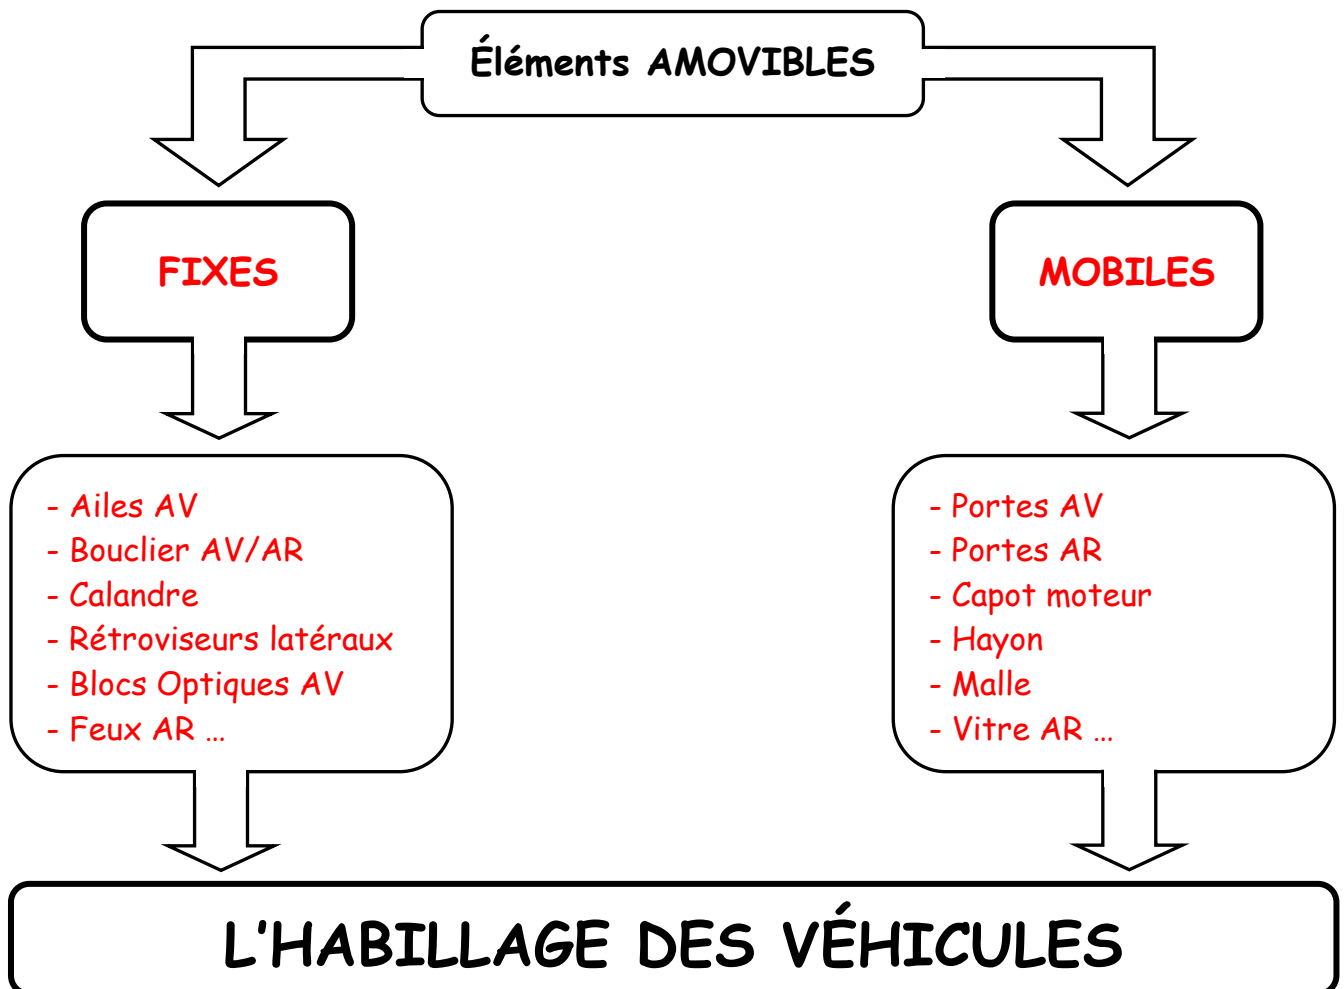 Éléments AMOVIBLES
FIXES
MOBILES
- Ailes AV
- Bouclier AV/AR
- Calandre
- Rétroviseurs latéraux
- Blocs Optiques AV
- Feux AR …
- Portes AV
- Portes AR
- Capot moteur
- Hayon
- Malle
- Vitre AR …
L'HABILLAGE DES VÉHICULES